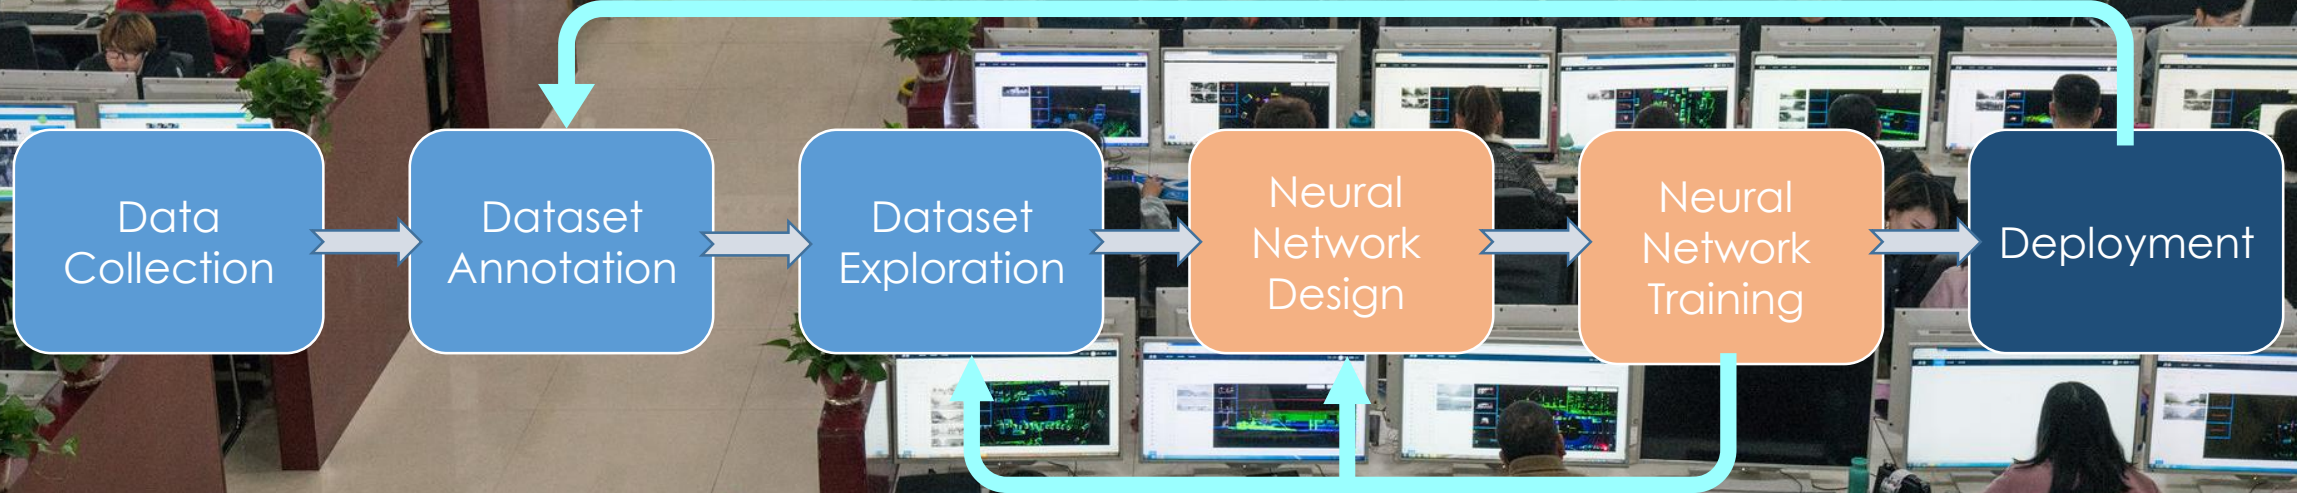 Data
Collection
Dataset
Annotation
Dataset
Exploration
Neural
Network
Design
Neural
Network
Training
Deployment